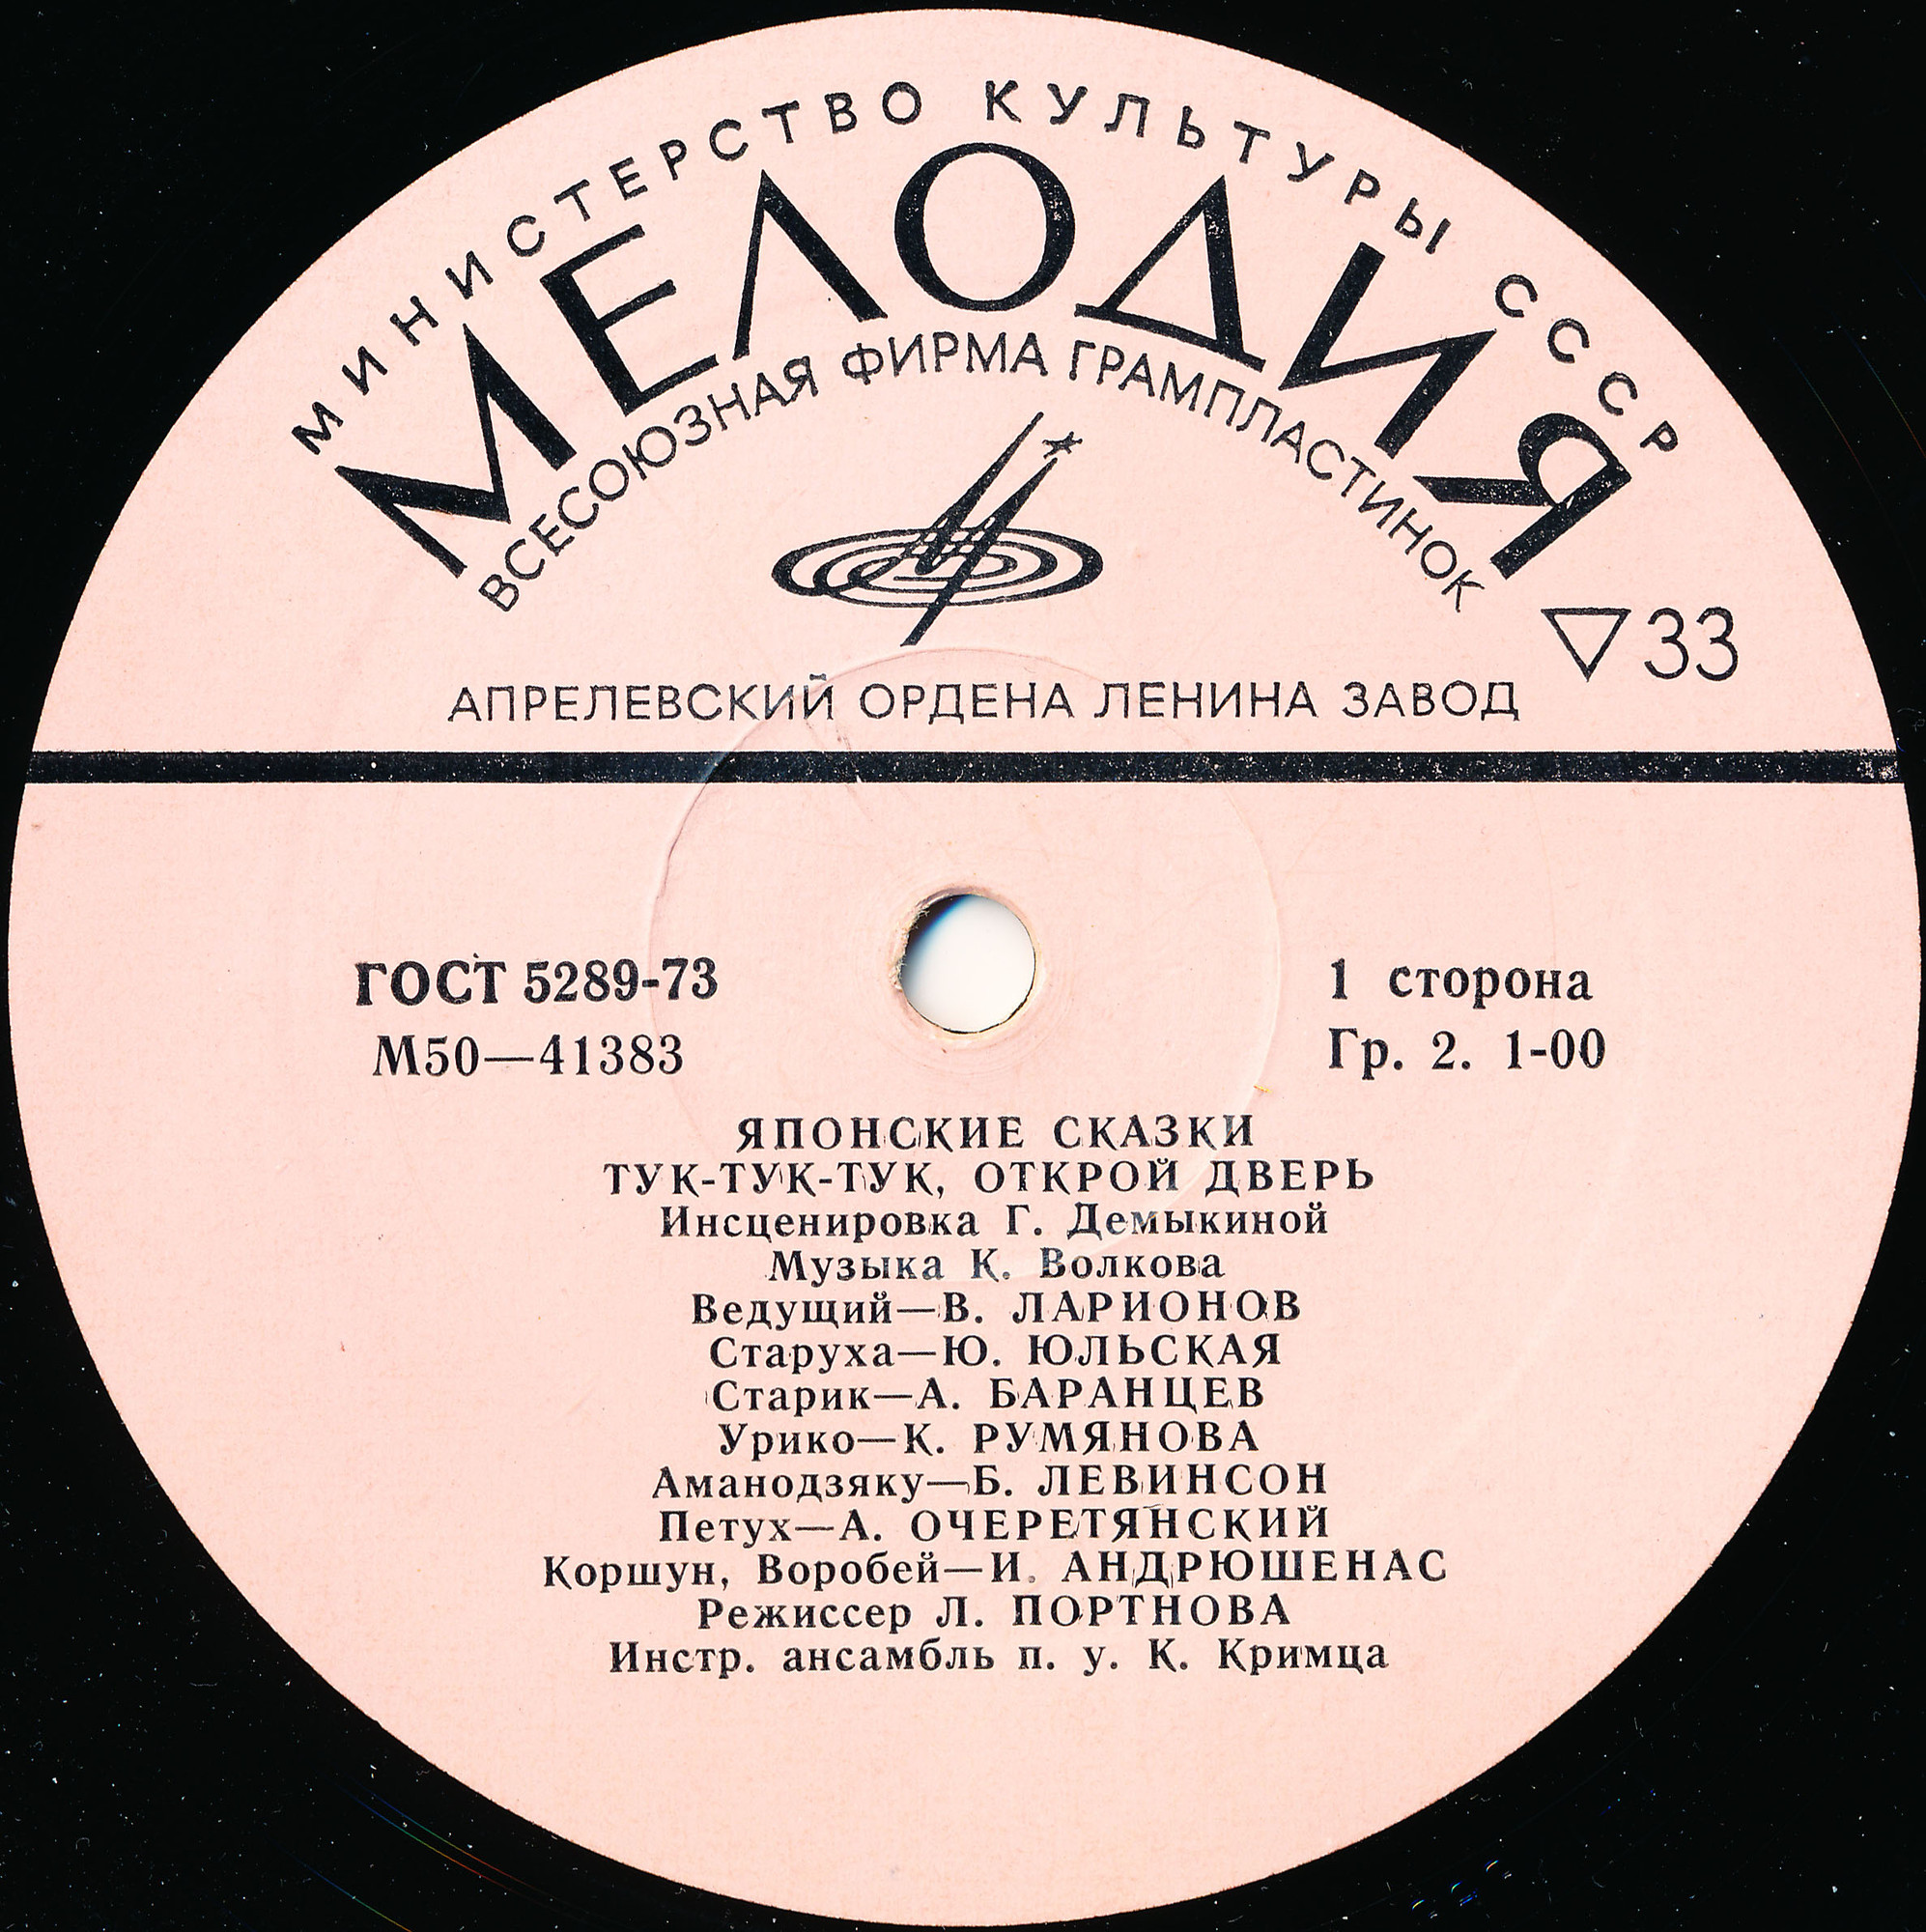 МИНИСТЕРСТВО КУЛЬТУРЫ СССР
МЕЛОДИЯ
ВСЕСОЮЗНАЯ ФИРМА ГРАМПЛАСТИНОК
33
АПРЕЛЕВСКИЙ ОРДЕНА ЛЕНИНА ЗАВОД
ГОСТ 5289-73
М50—41383
1 сторона
Гр. 2. 1-00
ЯПОНСКИЕ СКАЗКИ
ТУК-ТУК-ТУК, ОТКРОЙ ДВЕРЬ
Инсценировка Г. Демыкиной
Музыка К. Волкова
Ведущий—В. ЛАРИОНОВ
Старуха—Ю. ЮЛЬСКАЯ
Старик—А. БАРАНЦЕВ
Урико—К. РУМЯНОВА
Аманодзяку—Б. ЛЕВИНСОН
Петух—А. ОЧЕРЕТЯНСКИЙ
Коршун, Воробей—И. АНДРЮШЕНАС
Режиссер Л. ПОРТНОВА
Инстр. ансамбль п. у. К. Кримца